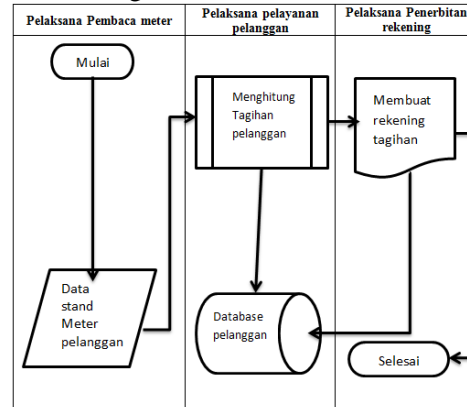 Pelaksana Pembaca meter
Pelaksana pelayanan
pelanggan
Pelaksana Penerbitan
rekening
Mulai
Menghitung
Tagihan
pelanggan
Membuat
rekening
tagihan
Data
stand
Meter
pelanggan
Database
pelanggan
Selesai